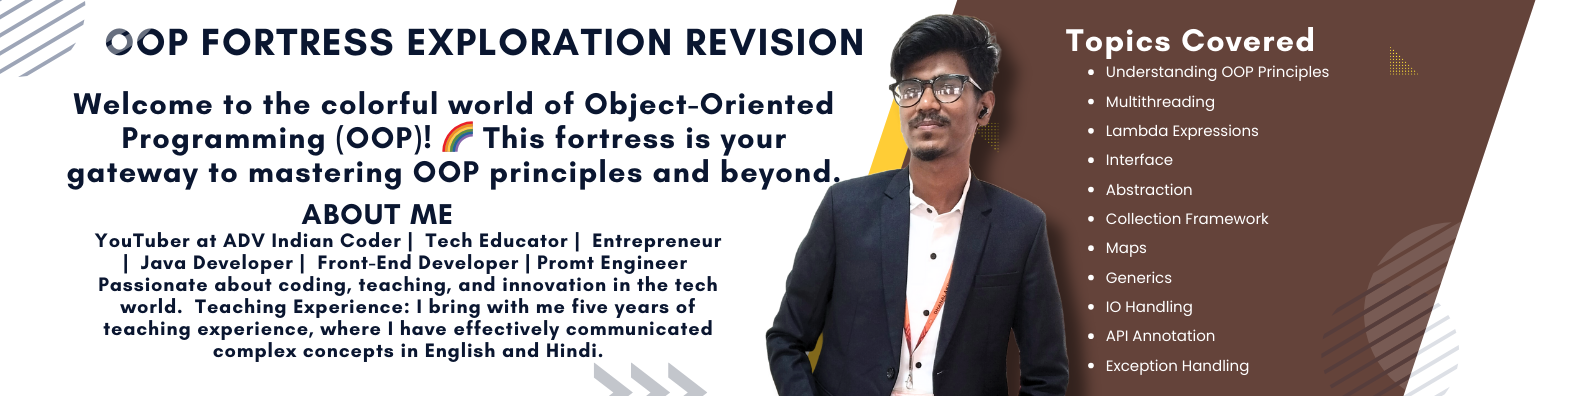 OOP FORTRESS EXPLORATION REVISION
Welcome to the colorful world of Object-Oriented
Programming (OOP)! 🌈 This fortress is your
gateway to mastering OOP principles and beyond.
ABOUT ME
YouTuber at ADV Indian Coder | Tech Educator | Entrepreneur
| Java Developer | Front-End Developer | Promt Engineer
Passionate about coding, teaching, and innovation in the tech
world. Teaching Experience: I bring with me five years of
teaching experience, where I have effectively communicated
complex concepts in English and Hindi.
Topics Covered
• Understanding OOP Principles
• Multithreading
• Lambda Expressions
• Interface
• Abstraction
• Collection Framework
• Maps
• Generics
• IO Handling
• API Annotation
• Exception Handling